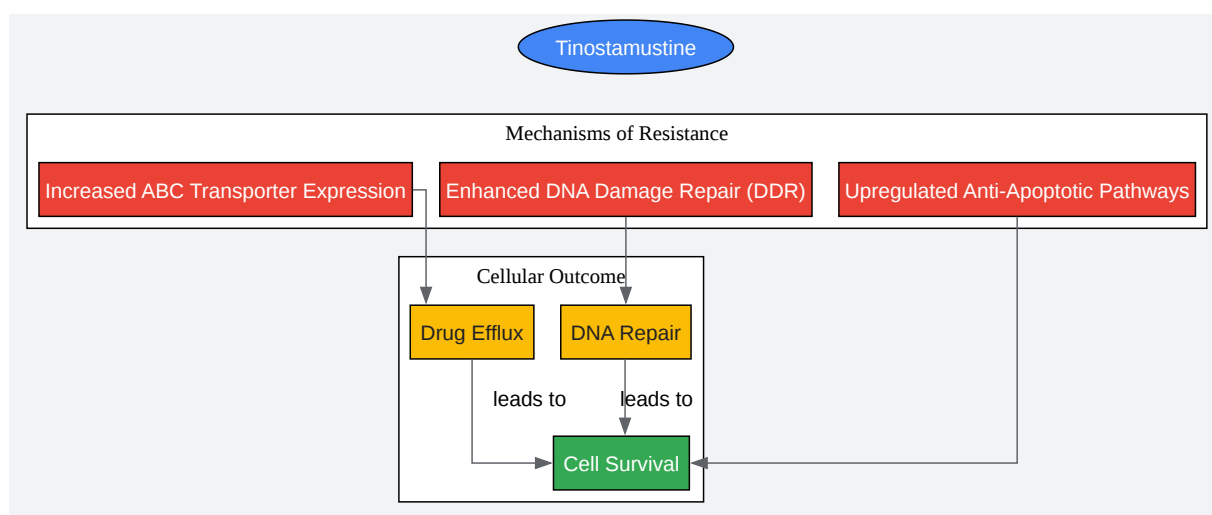 Tinostamustine
Mechanisms of Resistance
Increased ABC Transporter Expression
Enhanced DNA Damage Repair (DDR)
Upregulated Anti-Apoptotic Pathways
Cellular Outcome
Drug Efflux
DNA Repair
leads to
leads to
Cell Survival